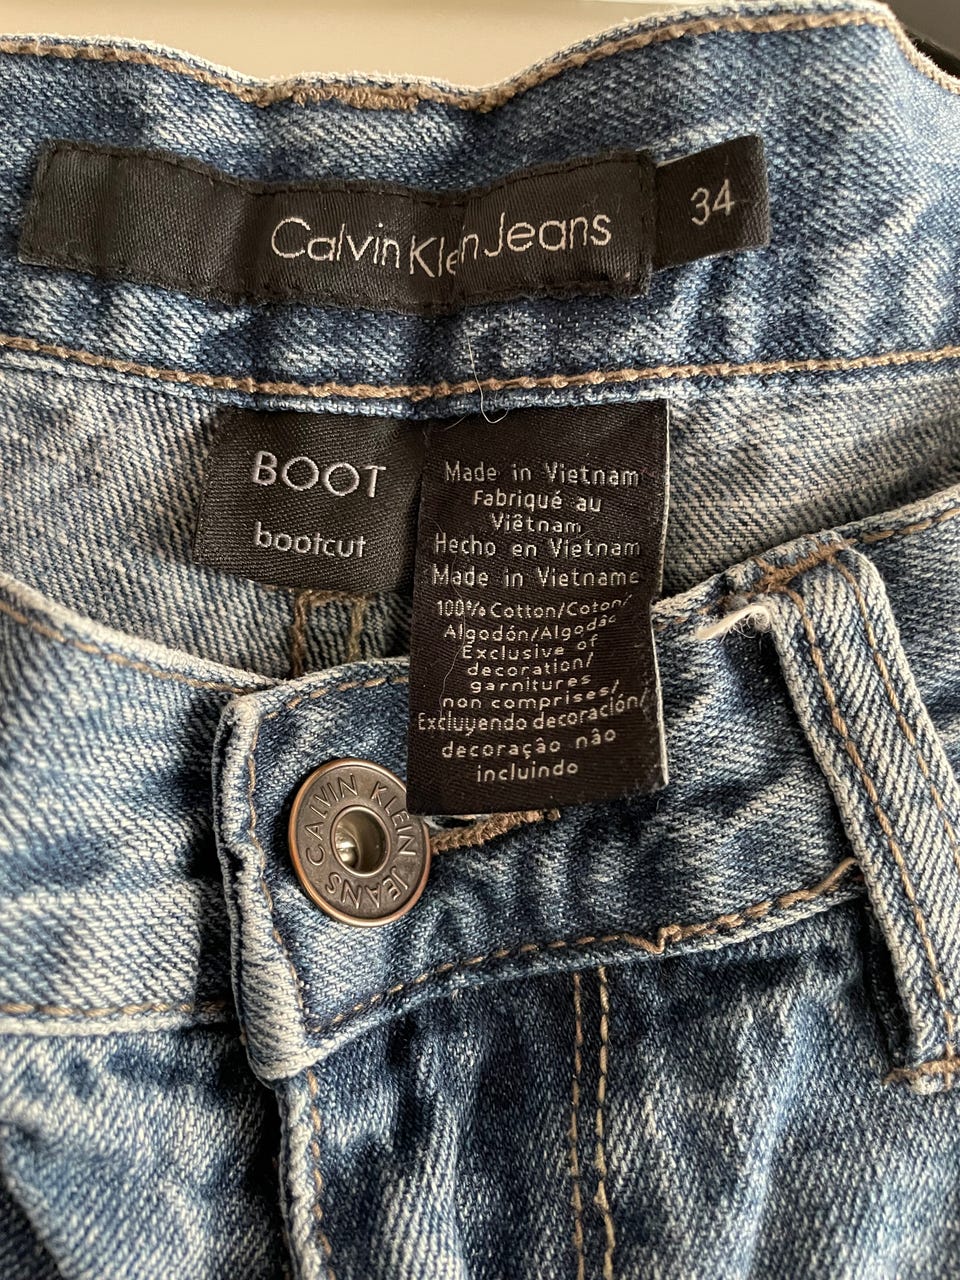 Calvin Klein Jeans
34
BOOT
bootcut
Made in Vietnam
Fabriqué au
Viêtnam
Hecho en Vietnam
Made in Vietname
100% Cotton/Coton/
Algodón/Algodão
Exclusive of
decoration/
garnitures
non comprises/
Excluyendo decoración/
decoração não
incluindo
CALVIN KLEIN JEANS